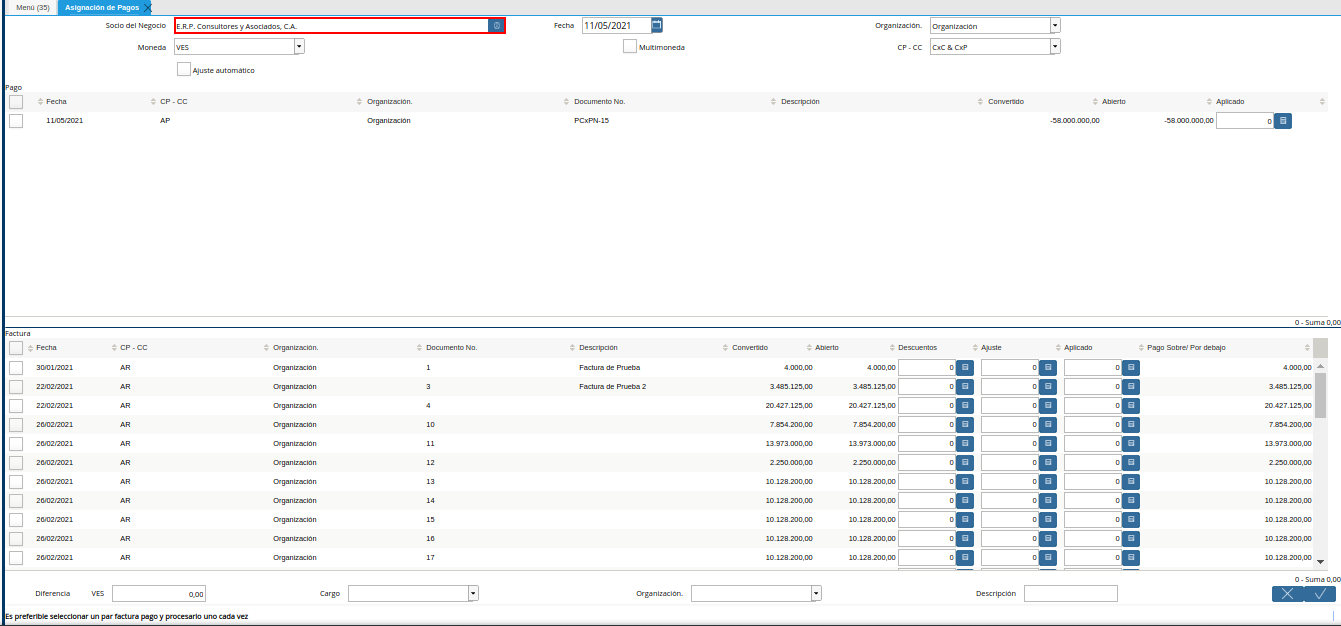 Menú (35) Asignación de Pagos
Socio del Negocio E.R.P. Consultores y Asociados, C.A. Fecha 11/05/2021 Organización. Organización
Moneda VES Multimoneda CP - CC CxC & CxP
Ajuste automático
Pago
Fecha CP - CC Organización. Documento No. Descripción Convertido Abierto Aplicado
11/05/2021 AP Organización PCxPN-15 -58.000.000,00 -58.000.000,00 0
0 - Suma 0,00
Factura
Fecha CP - CC Organización. Documento No. Descripción Convertido Abierto Descuentos Ajuste Aplicado Pago Sobre/ Por debajo
30/01/2021 AR Organización 1 Factura de Prueba 4.000,00 4.000,00 0 0 0 4.000,00
22/02/2021 AR Organización 3 Factura de Prueba 2 3.485.125,00 3.485.125,00 0 0 0 3.485.125,00
22/02/2021 AR Organización 4 20.427.125,00 20.427.125,00 0 0 0 20.427.125,00
26/02/2021 AR Organización 10 7.854.200,00 7.854.200,00 0 0 0 7.854.200,00
26/02/2021 AR Organización 11 13.973.000,00 13.973.000,00 0 0 0 13.973.000,00
26/02/2021 AR Organización 12 2.250.000,00 2.250.000,00 0 0 0 2.250.000,00
26/02/2021 AR Organización 13 10.128.200,00 10.128.200,00 0 0 0 10.128.200,00
26/02/2021 AR Organización 14 10.128.200,00 10.128.200,00 0 0 0 10.128.200,00
26/02/2021 AR Organización 15 10.128.200,00 10.128.200,00 0 0 0 10.128.200,00
26/02/2021 AR Organización 16 10.128.200,00 10.128.200,00 0 0 0 10.128.200,00
26/02/2021 AR Organización 17 10.128.200,00 10.128.200,00 0 0 0 10.128.200,00
0 - Suma 0,00
Diferencia VES 0,00 Cargo Organización. Descripción
Es preferible seleccionar un par factura pago y procesarlo uno cada vez